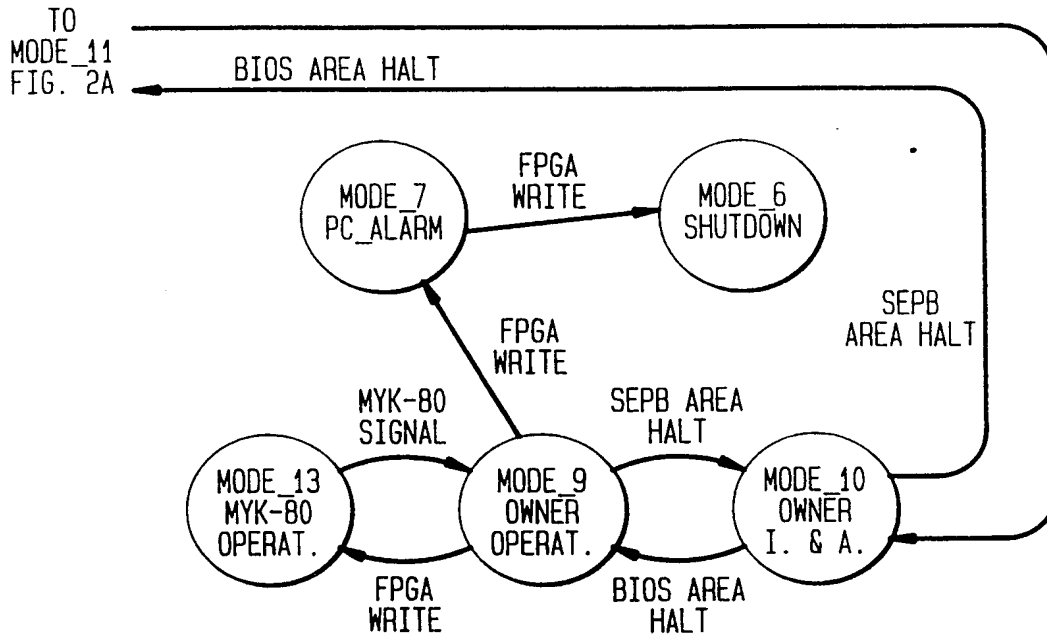 TO
MODE_11
FIG. 2A
BIOS AREA HALT
MODE_7
PC_ALARM
FPGA
WRITE
MODE_6
SHUTDOWN
SEPB
AREA HALT
FPGA
WRITE
MYK-80
SIGNAL
SEPB AREA
HALT
MODE_13
MYK-80
OPERAT.
MODE_9
OWNER
OPERAT.
MODE_10
OWNER
I. & A.
FPGA
WRITE
BIOS AREA
HALT